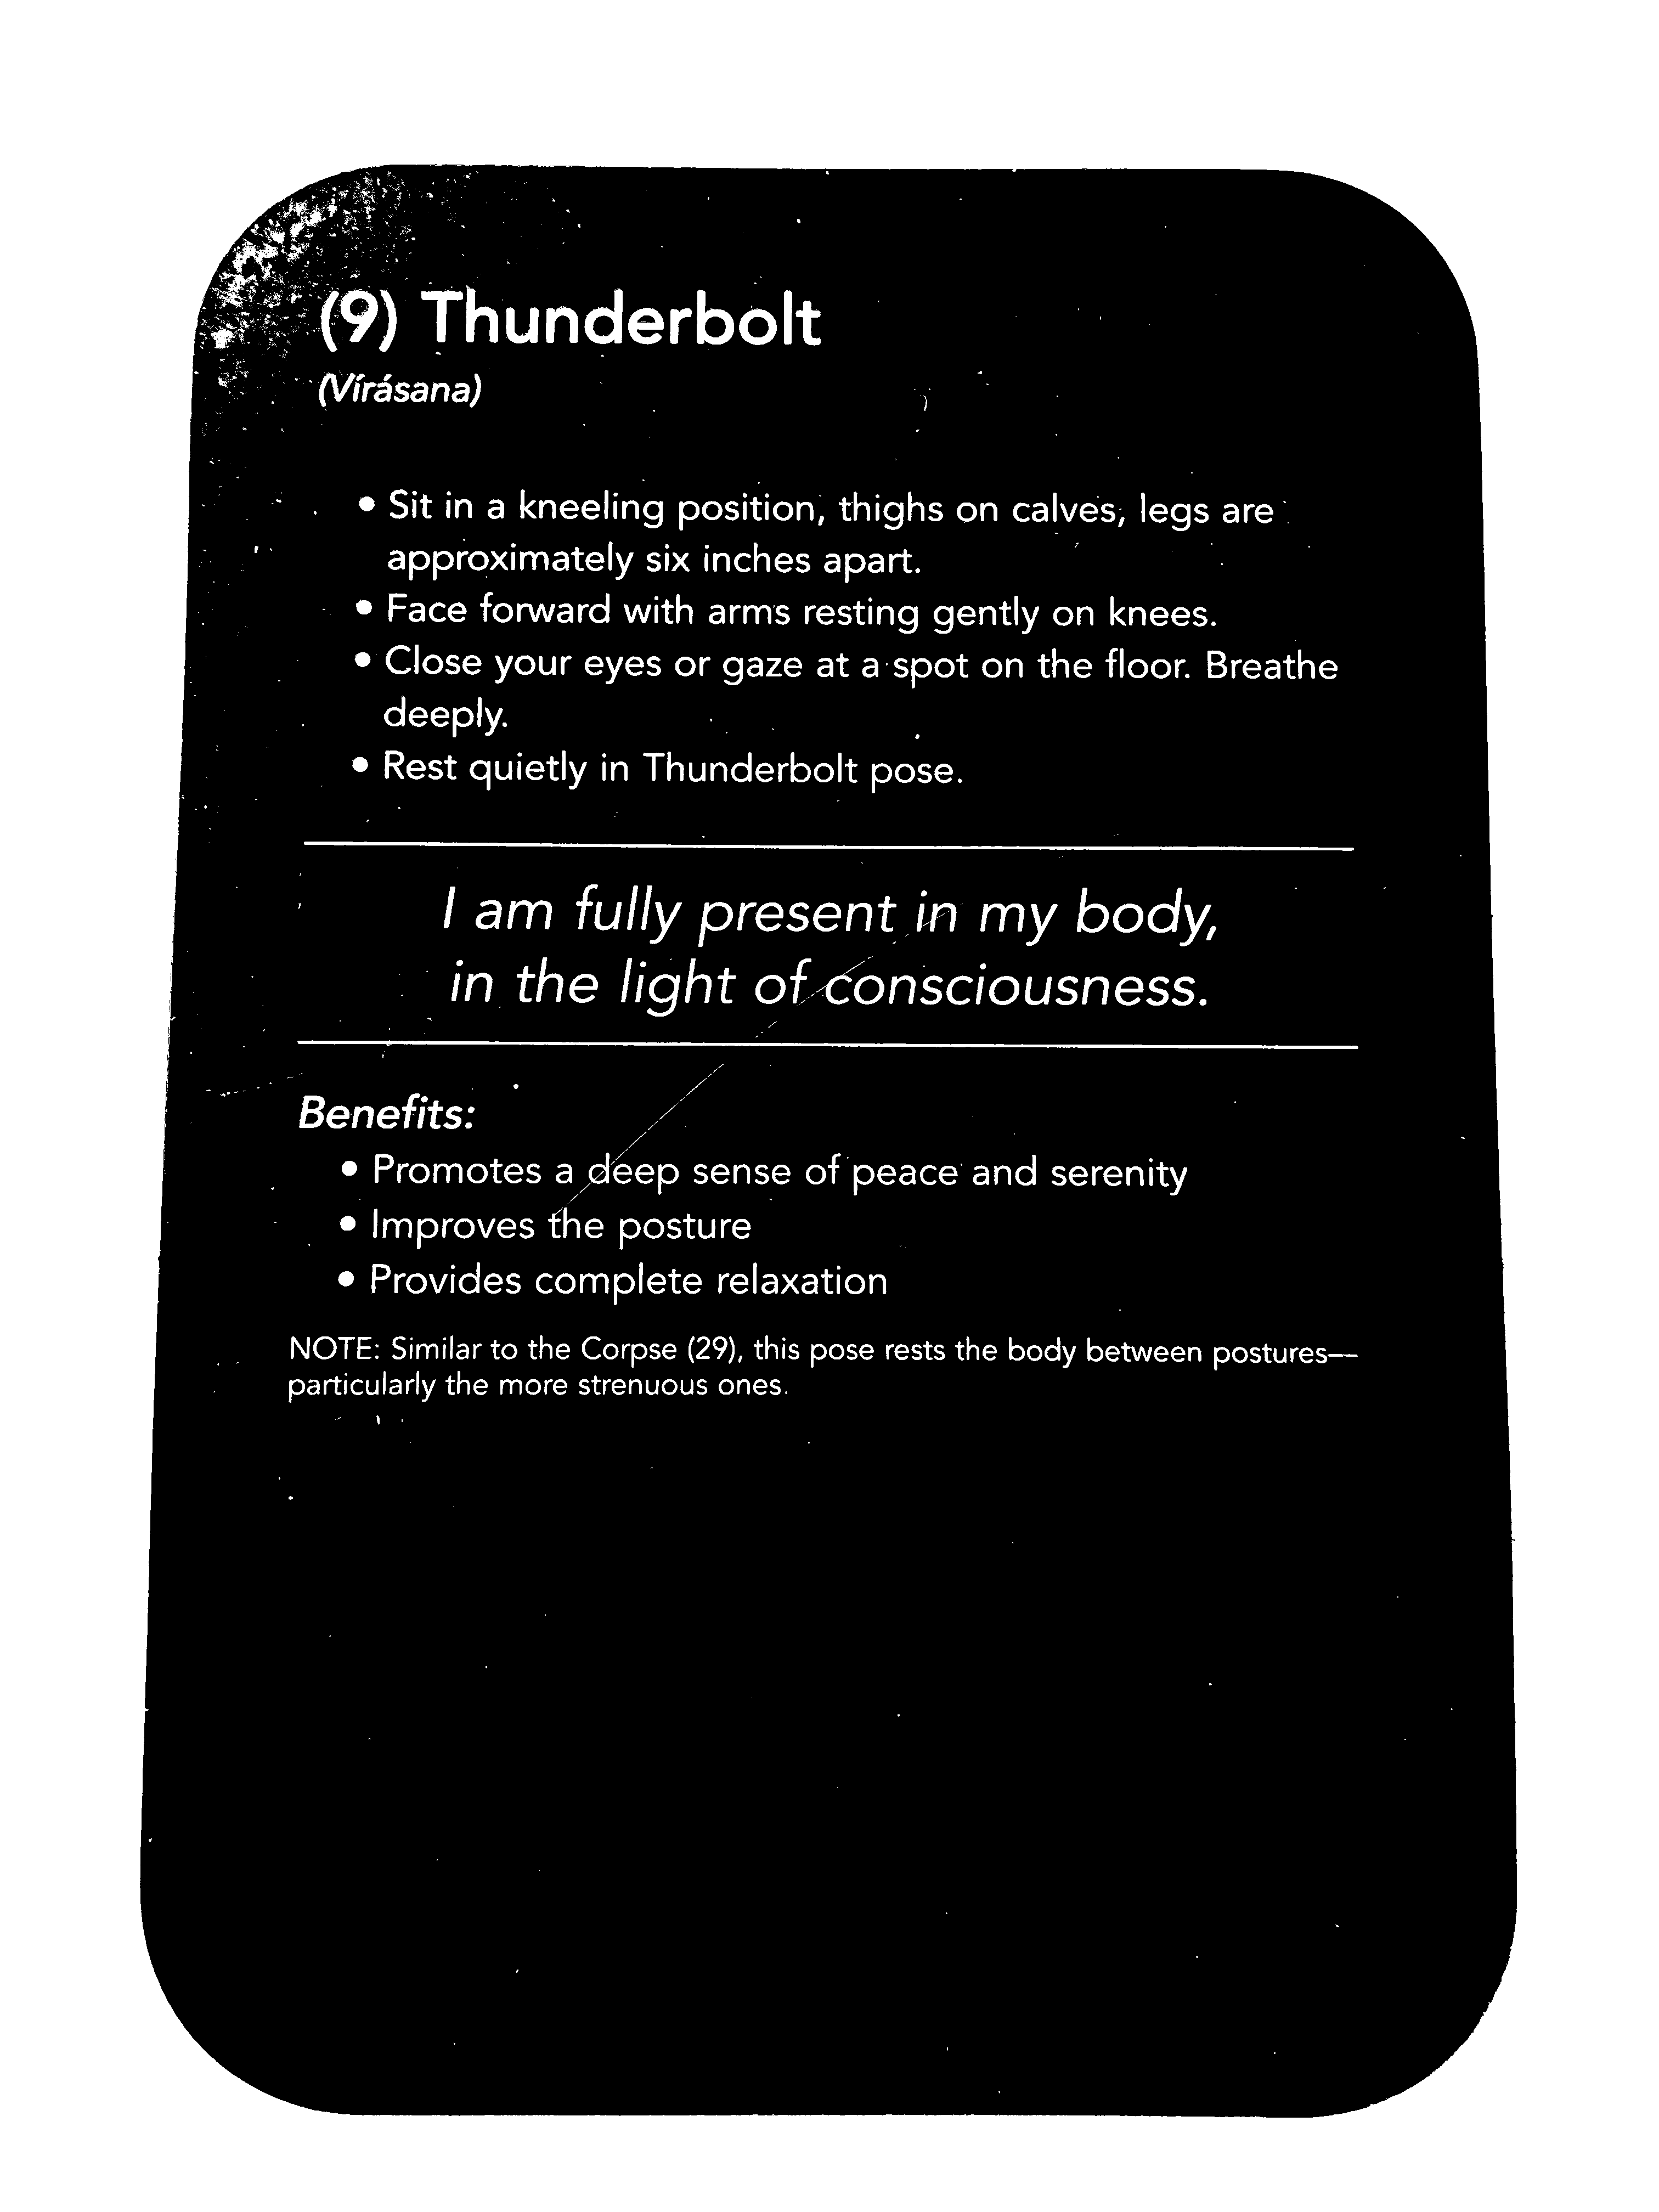 (9) Thunderbolt
(Vírásana)
• Sit in a kneeling position, thighs on calves; legs are
approximately six inches apart.
• Face forward with arms resting gently on knees.
• Close your eyes or gaze at a spot on the floor. Breathe
deeply.
• Rest quietly in Thunderbolt pose.
I am fully present in my body,
in the light of consciousness.
Benefits:
• Promotes a deep sense of peace and serenity
• Improves the posture
• Provides complete relaxation
NOTE: Similar to the Corpse (29), this pose rests the body between postures—
particularly the more strenuous ones.